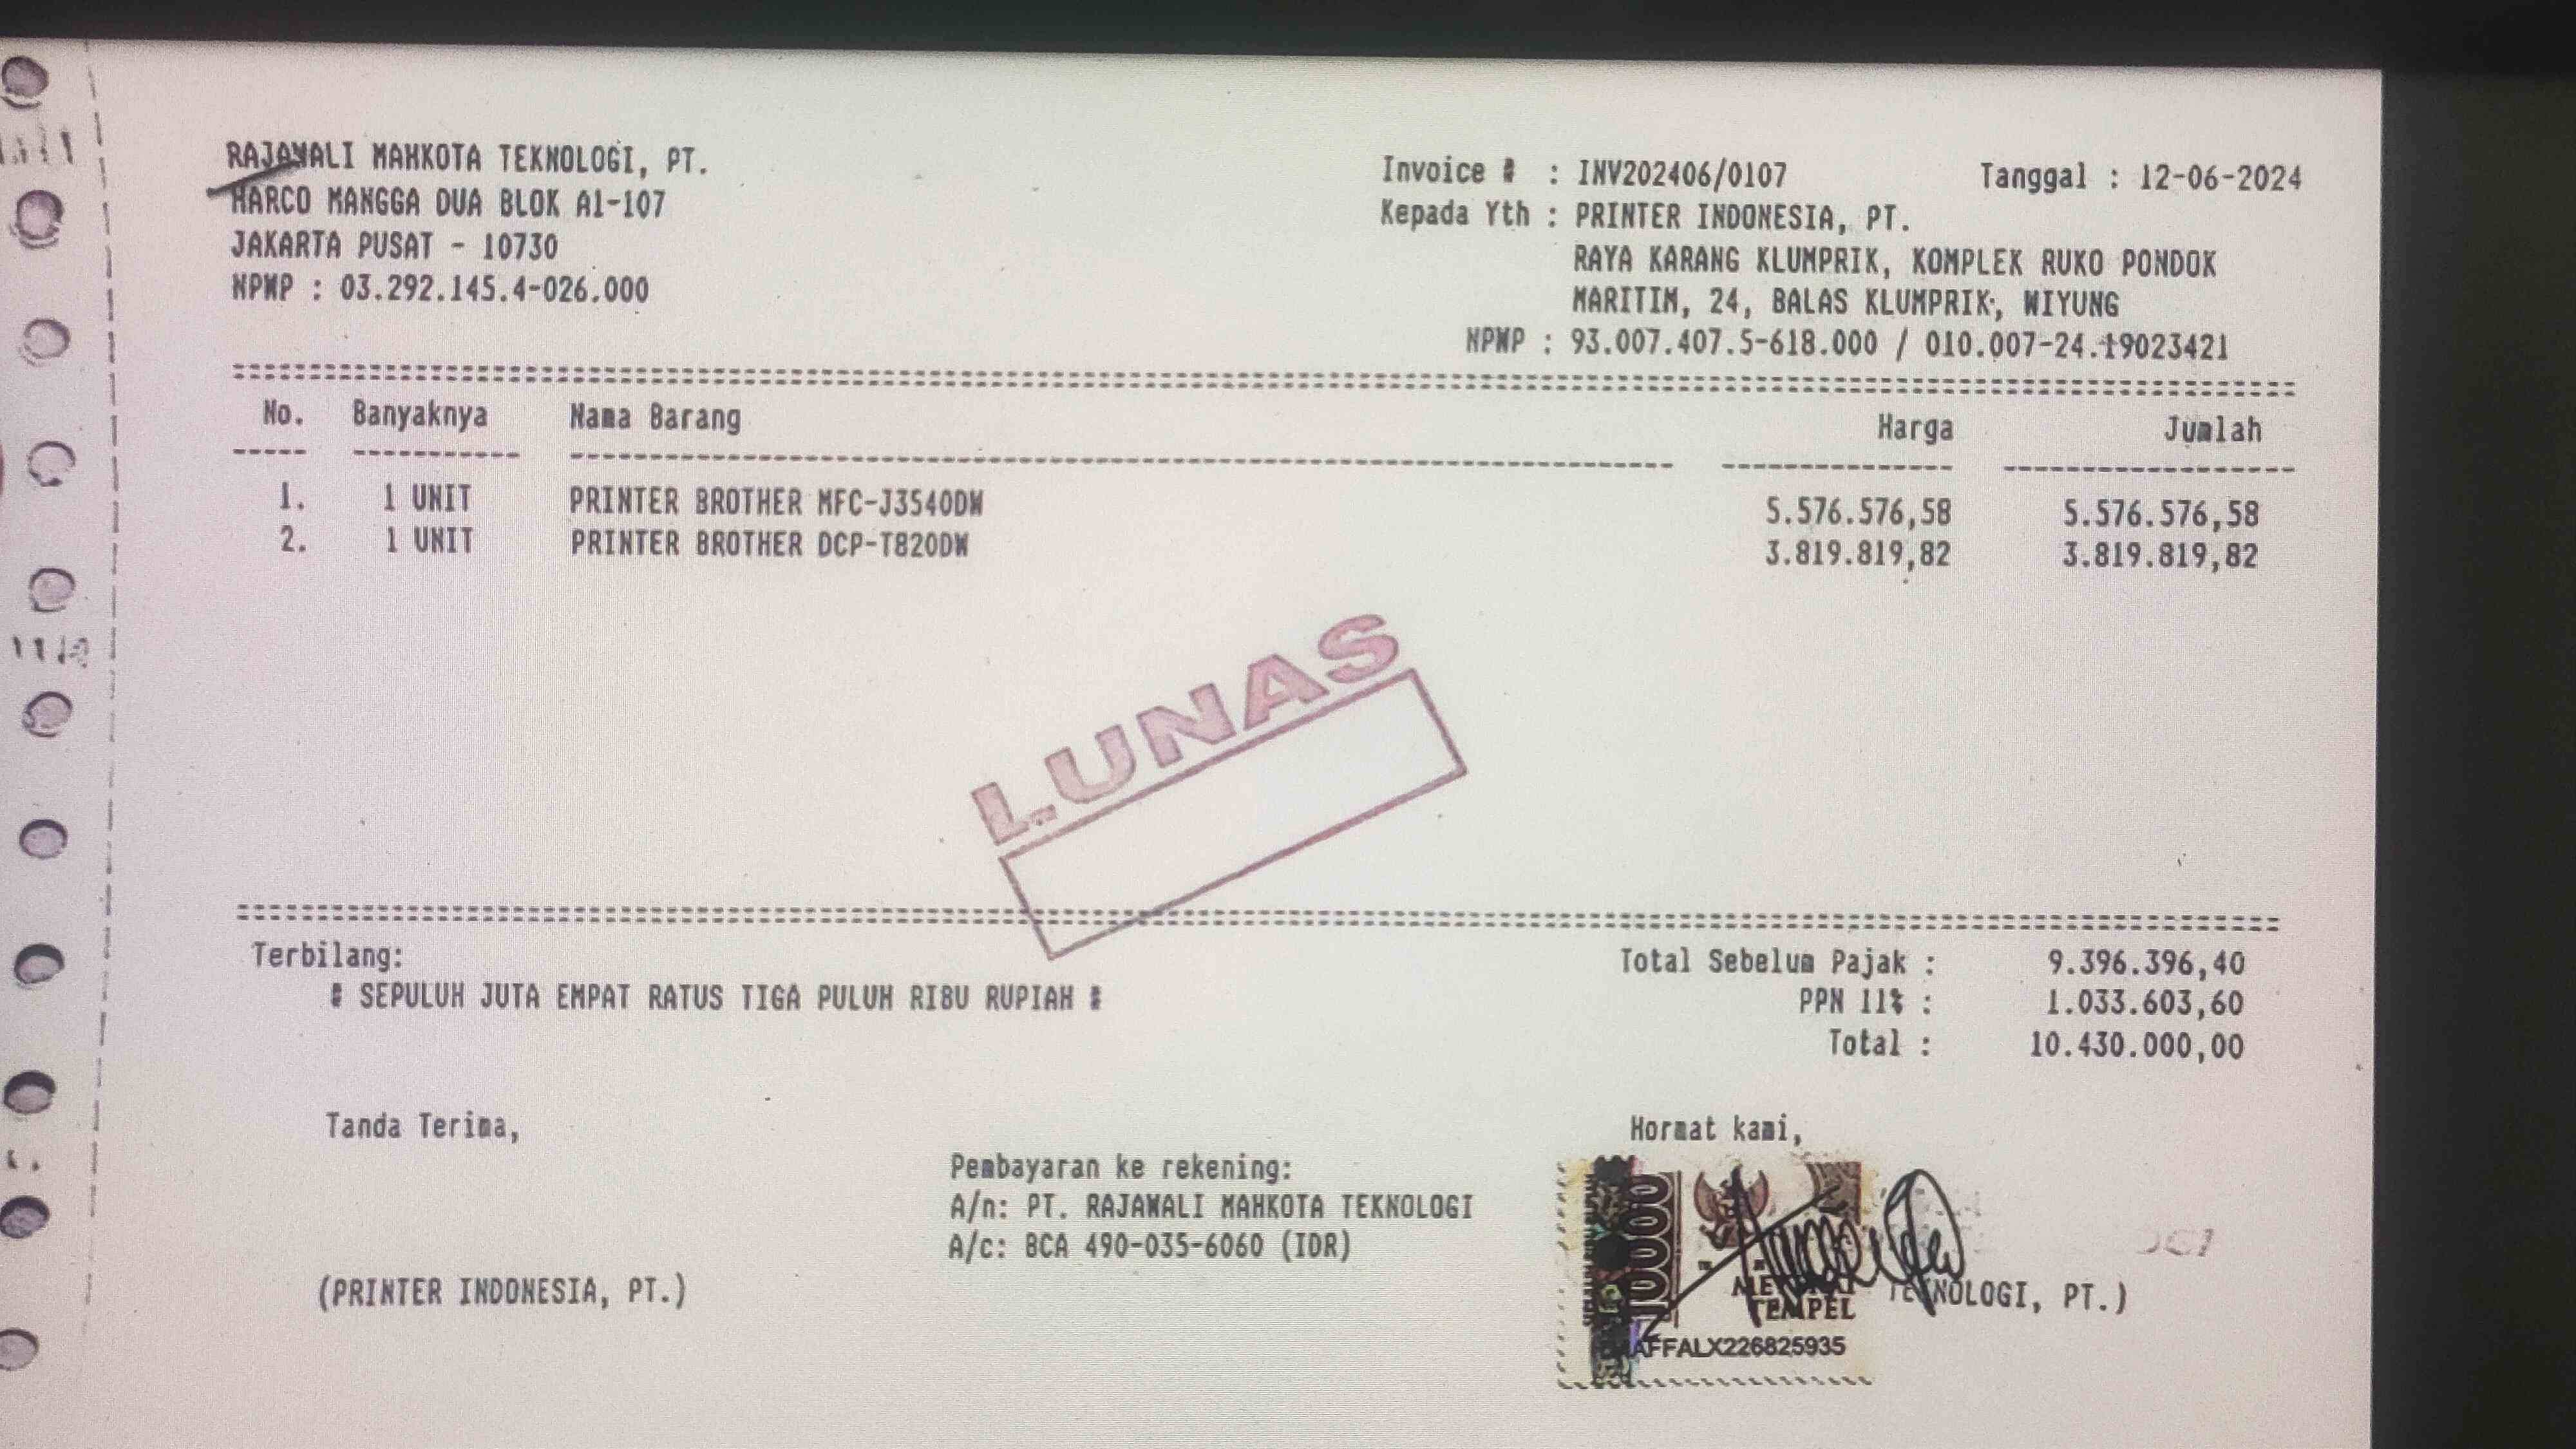 RAJAWALI MAHKOTA TEKNOLOGI, PT.
HARCO MANGGA DUA BLOK A1-107
JAKARTA PUSAT - 10730
NPWP : 03.292.145.4-026.000
Invoice # : INV202406/0107 Tanggal : 12-06-2024
Kepada Yth : PRINTER INDONESIA, PT.
RAYA KARANG KLUMPRIK, KOMPLEK RUKO PONDOK
MARITIM, 24, BALAS KLUMPRIK, WIYUNG
NPWP : 93.007.407.5-618.000 / 010.007-24.19023421
No. Banyaknya Nama Barang Harga Jumlah
1. 1 UNIT PRINTER BROTHER MFC-J3540DW 5.576.576,58 5.576.576,58
2. 1 UNIT PRINTER BROTHER DCP-T820DW 3.819.819,82 3.819.819,82
LUNAS
Terbilang:
# SEPULUH JUTA EMPAT RATUS TIGA PULUH RIBU RUPIAH #
Total Sebelum Pajak : 9.396.396,40
PPN 11% : 1.033.603,60
Total : 10.430.000,00
Tanda Terima,
(PRINTER INDONESIA, PT.)
Pembayaran ke rekening:
A/n: PT. RAJAWALI MAHKOTA TEKNOLOGI
A/c: BCA 490-035-6060 (IDR)
Hormat kami,
10000
TEMPEL
TEKNOLOGI, PT.)
AFFALX226825935